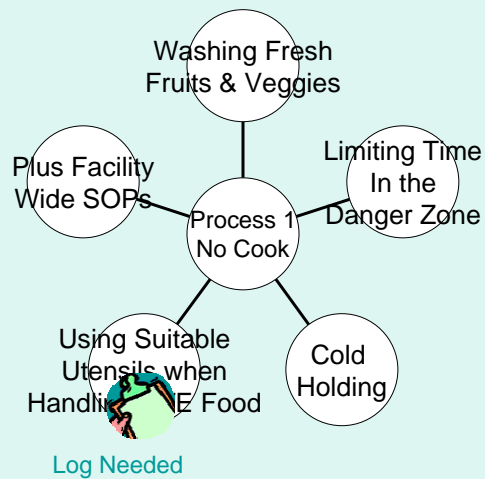 Washing Fresh
Fruits & Veggies
Limiting Time
In the
Danger Zone
Plus Facility
Wide SOPs
Process 1
No Cook
Using Suitable
Utensils when
Food
Cold
Holding
Log Needed